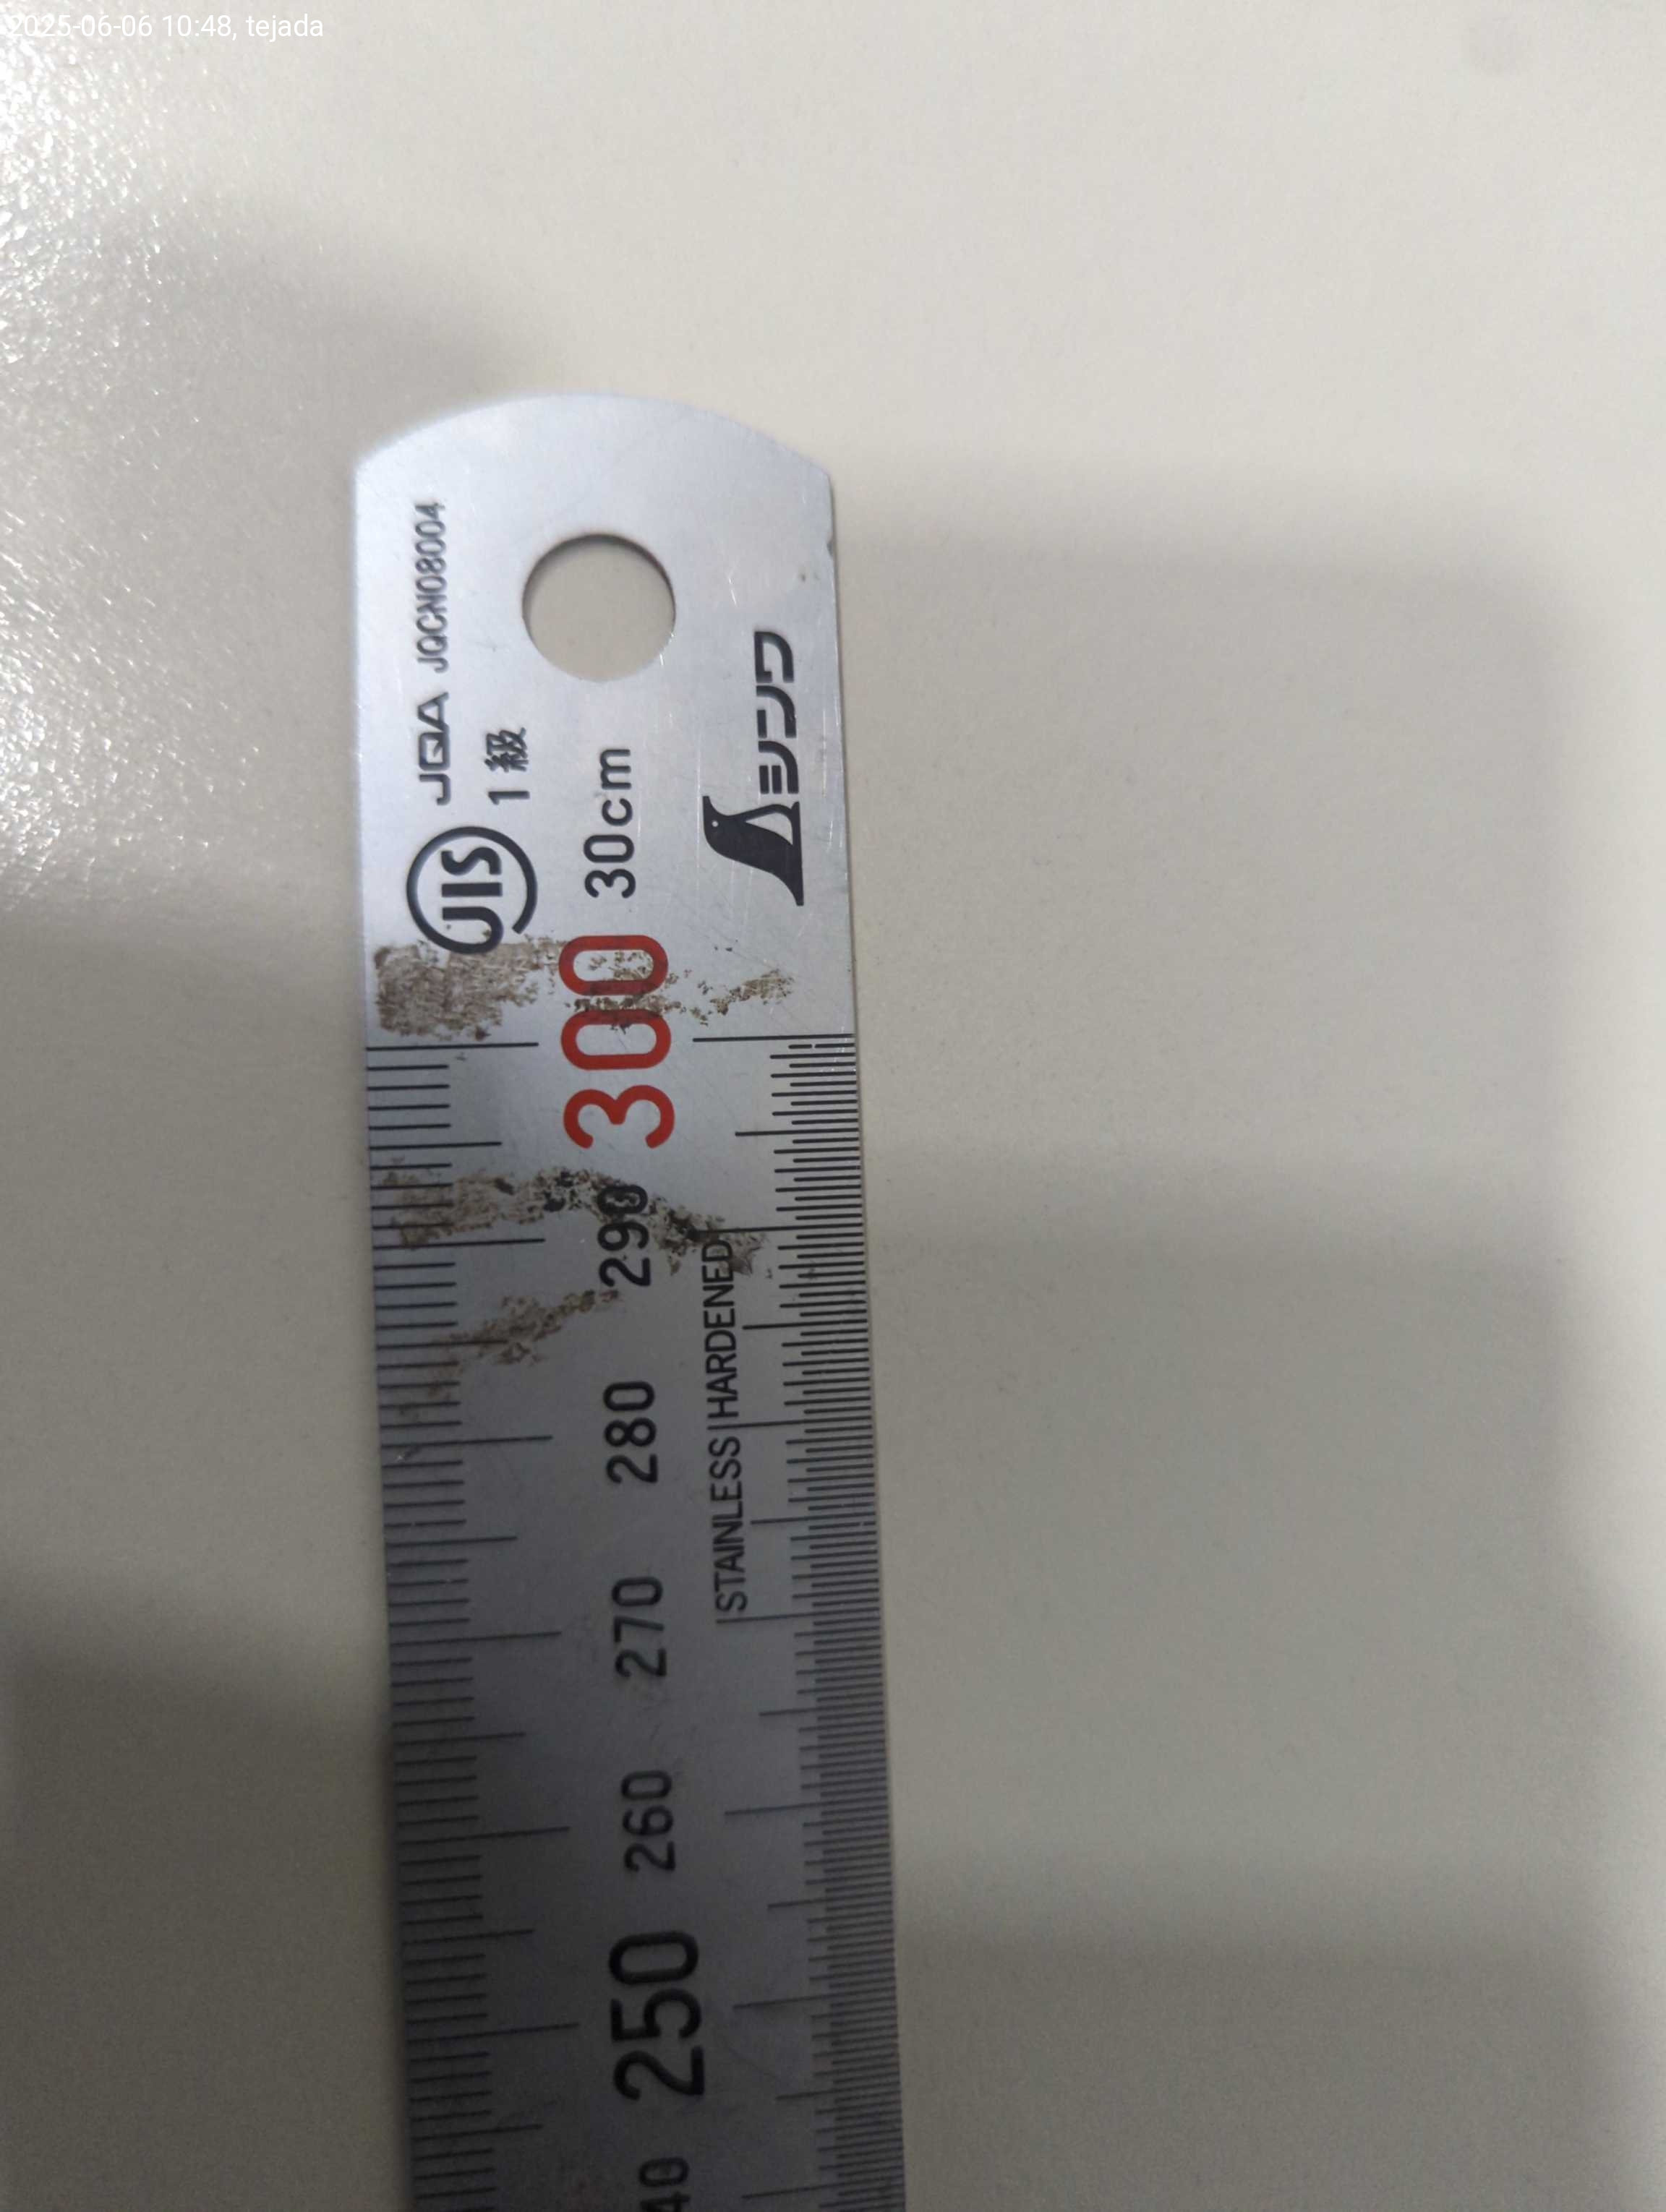 2025-06-06 10:48, tejada
JQA JQCN08004
JIS 1級
30cm
シンワ
300
290
280
270
260
250
40
STAINLESS HARDENED